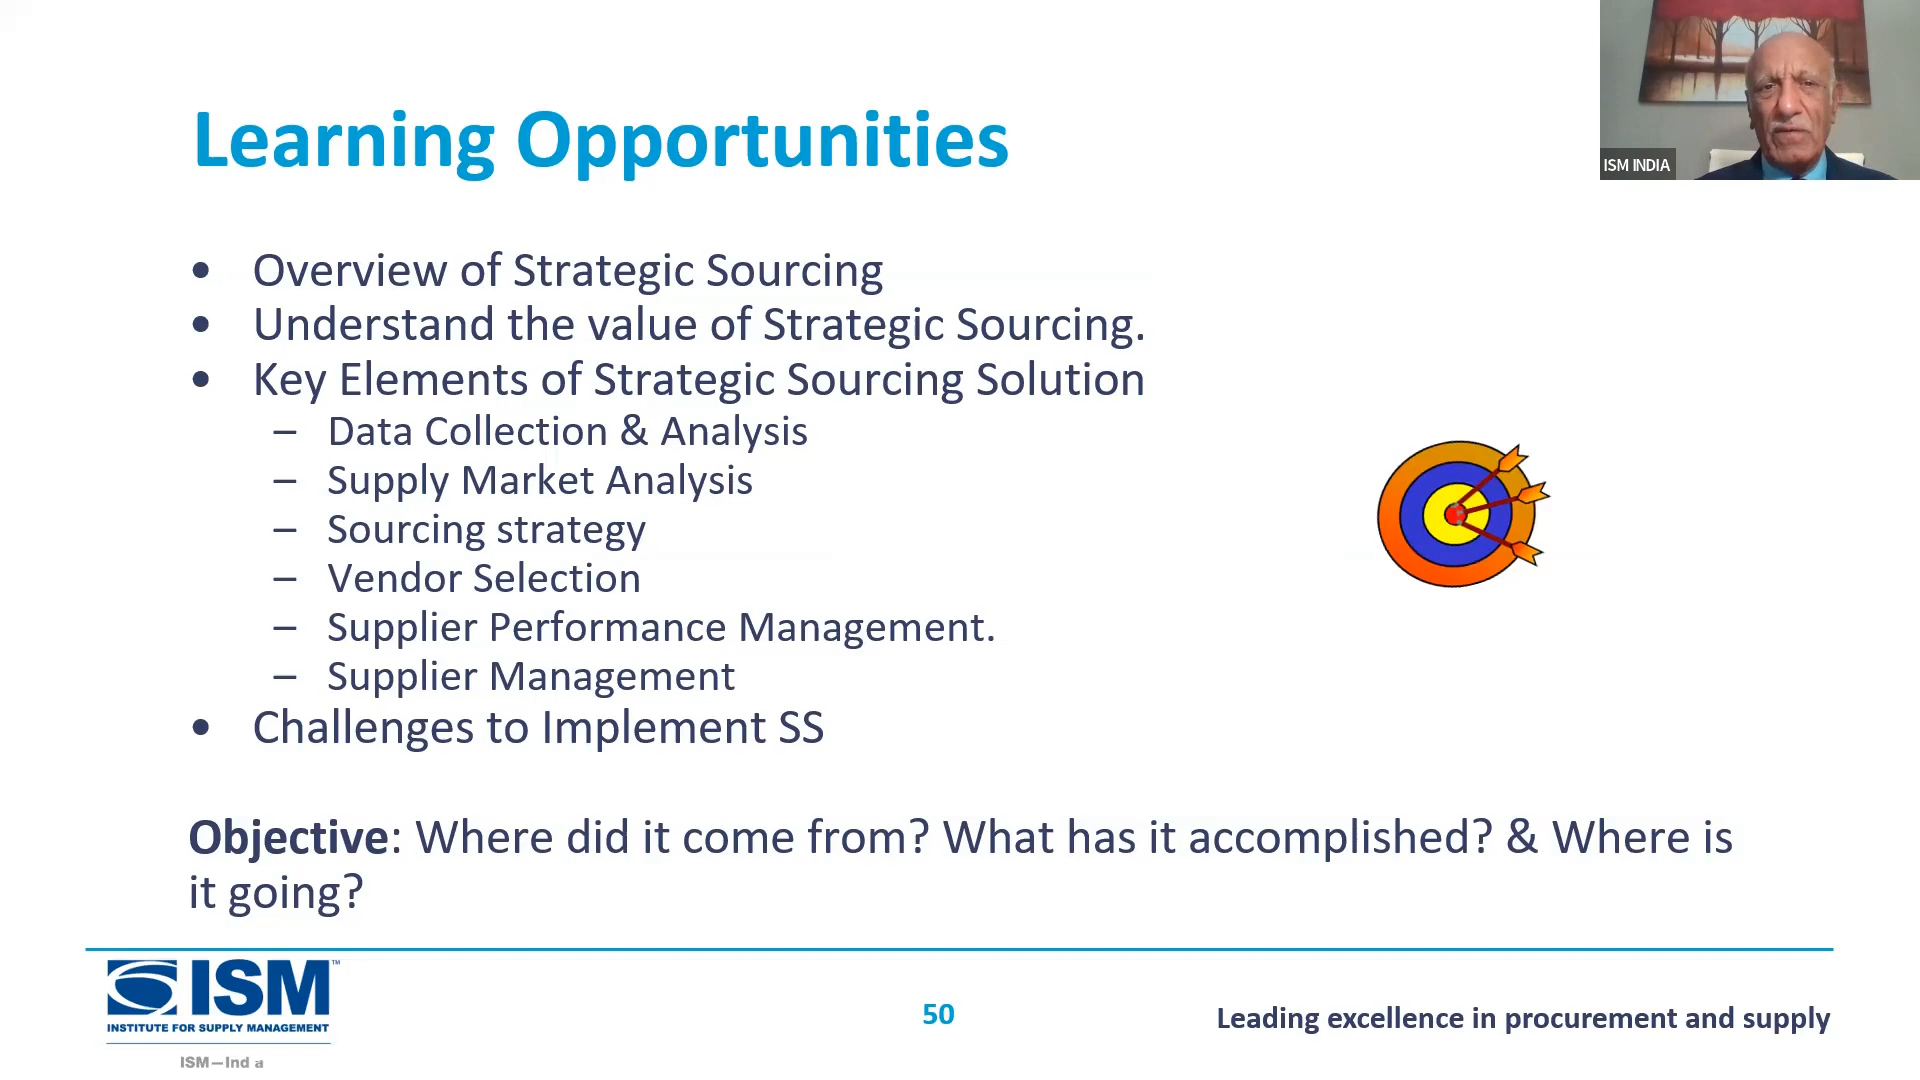 Learning Opportunities
ISM INDIA
• Overview of Strategic Sourcing
• Understand the value of Strategic Sourcing.
• Key Elements of Strategic Sourcing Solution
– Data Collection & Analysis
– Supply Market Analysis
– Sourcing strategy
– Vendor Selection
– Supplier Performance Management.
– Supplier Management
• Challenges to Implement SS
Objective: Where did it come from? What has it accomplished? & Where is
it going?
ISM™
INSTITUTE FOR SUPPLY MANAGEMENT
ISM—Ind a
50
Leading excellence in procurement and supply